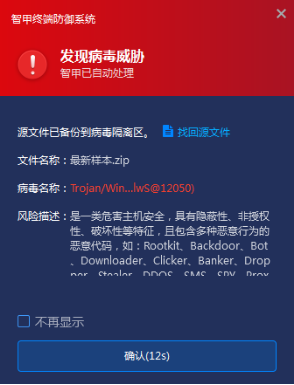 智甲终端防御系统
发现病毒威胁
智甲已自动处理
源文件已备份到病毒隔离区。 找回源文件
文件名称：最新样本.zip
病毒名称：Trojan/Win...lwS@12050)
风险描述：是一类危害主机安全，具有隐蔽性、非授权
性、破坏性等特征，且包含多种恶意行为的
恶意代码，如：Rootkit、Backdoor、Bot
、Downloader、Clicker、Banker、Drop
per、Stealer、DDOS、SMS、SPY、Prox
不再显示
确认(12s)